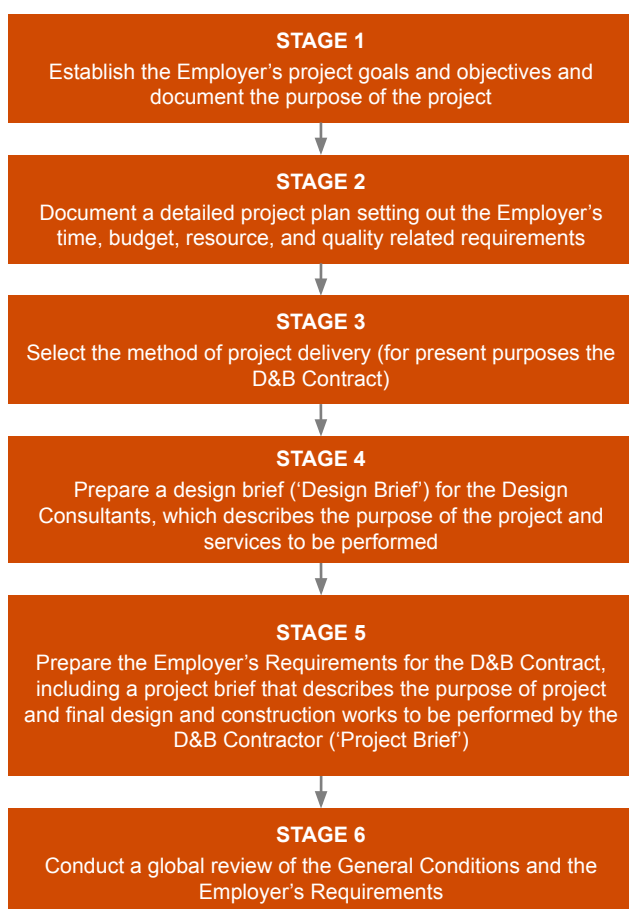 STAGE 1
Establish the Employer’s project goals and objectives and
document the purpose of the project
STAGE 2
Document a detailed project plan setting out the Employer’s
time, budget, resource, and quality related requirements
STAGE 3
Select the method of project delivery (for present purposes the
D&B Contract)
STAGE 4
Prepare a design brief (‘Design Brief’) for the Design
Consultants, which describes the purpose of the project and
services to be performed
STAGE 5
Prepare the Employer’s Requirements for the D&B Contract,
including a project brief that describes the purpose of project
and final design and construction works to be performed by the
D&B Contractor (‘Project Brief’)
STAGE 6
Conduct a global review of the General Conditions and the
Employer’s Requirements